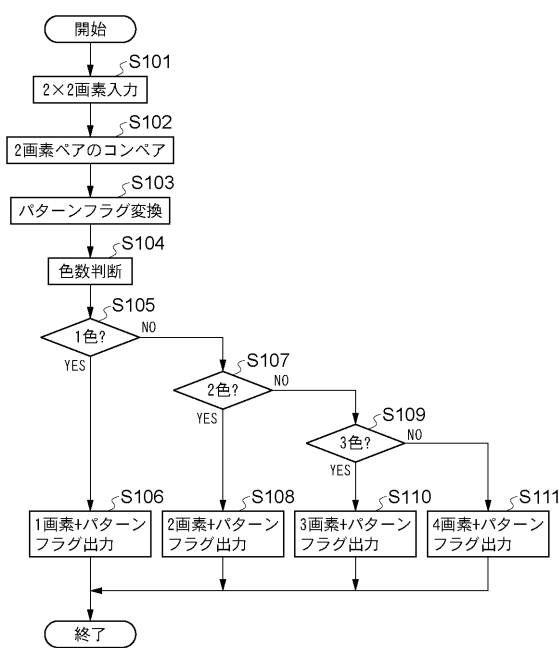 開始
S101
2×2画素入力
S102
2画素ペアのコンペア
S103
パターンフラグ変換
S104
色数判断
S105
1色?
NO
YES
S107
2色?
NO
YES
S109
3色?
NO
YES
S106
1画素+パターン
フラグ出力
S108
2画素+パターン
フラグ出力
S110
3画素+パターン
フラグ出力
S111
4画素+パターン
フラグ出力
終了